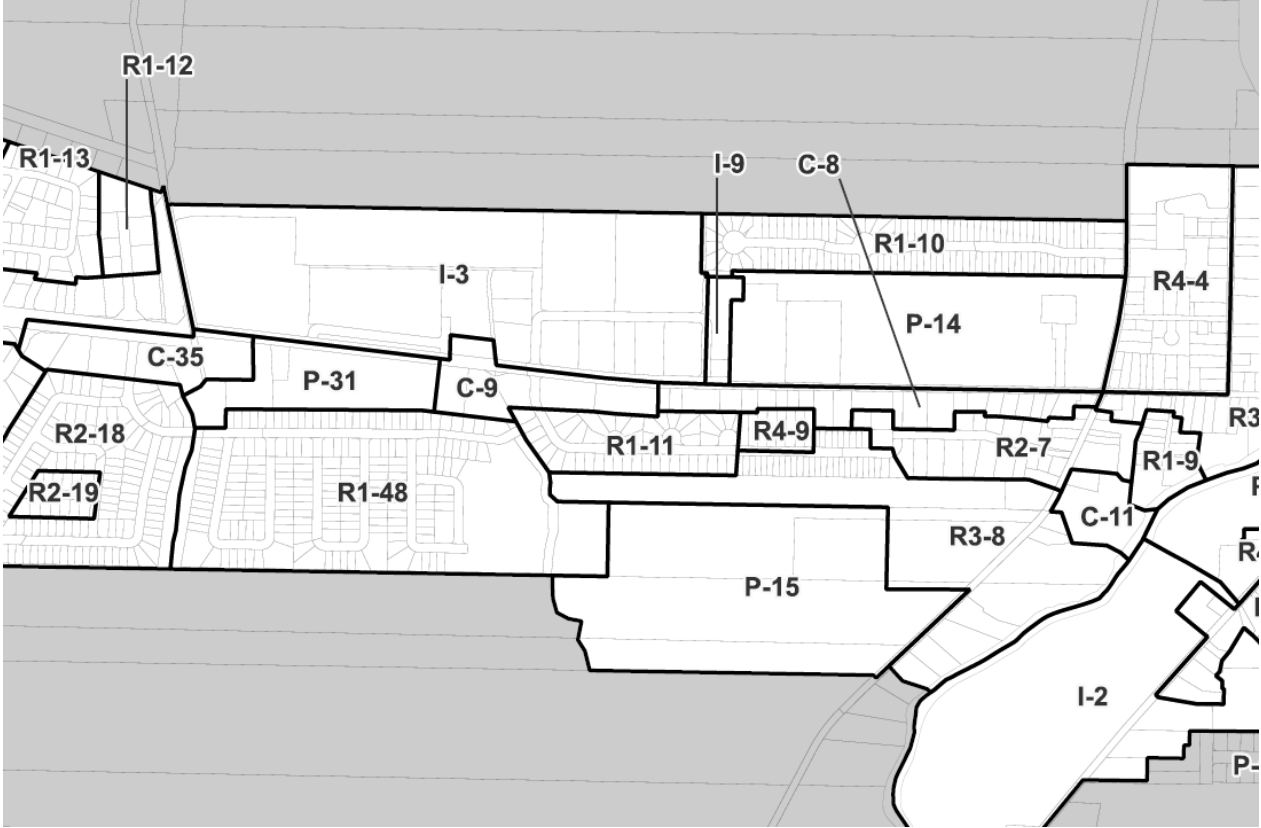 R1-12
R1-13
I-9
C-8
R1-10
I-3
R4-4
P-14
C-35
P-31
C-9
R3
R2-18
R4-9
R1-11
R2-7
R1-9
R2-19
R1-48
C-11
R3-8
P-15
I-2